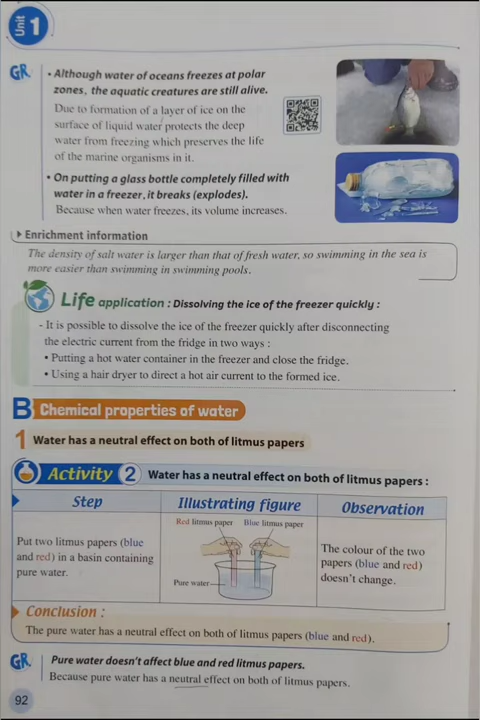 Unit 1
GR. • Although water of oceans freezes at polar
zones, the aquatic creatures are still alive.
Due to formation of a layer of ice on the
surface of liquid water protects the deep
water from freezing which preserves the life
of the marine organisms in it.
• On putting a glass bottle completely filled with
water in a freezer, it breaks (explodes).
Because when water freezes, its volume increases.
Enrichment information
The density of salt water is larger than that of fresh water, so swimming in the sea is
more easier than swimming in swimming pools.
Life application : Dissolving the ice of the freezer quickly :
- It is possible to dissolve the ice of the freezer quickly after disconnecting
the electric current from the fridge in two ways :
• Putting a hot water container in the freezer and close the fridge.
• Using a hair dryer to direct a hot air current to the formed ice.
B Chemical properties of water
1 Water has a neutral effect on both of litmus papers
Activity 2 Water has a neutral effect on both of litmus papers :
Step Illustrating figure Observation
Put two litmus papers (blue
and red) in a basin containing
pure water.
Red litmus paper Blue litmus paper
Pure water
The colour of the two
papers (blue and red)
doesn't change.
Conclusion :
The pure water has a neutral effect on both of litmus papers (blue and red).
GR. Pure water doesn't affect blue and red litmus papers.
Because pure water has a neutral effect on both of litmus papers.
92